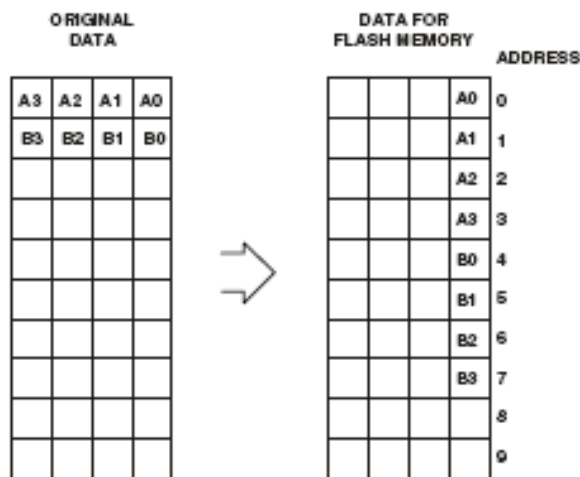 ORIGINAL
DATA
DATA FOR
FLASH MEMORY
ADDRESS
A3 A2 A1 A0
B3 B2 B1 B0
A0 0
A1 1
A2 2
A3 3
B0 4
B1 5
B2 6
B3 7
8
9